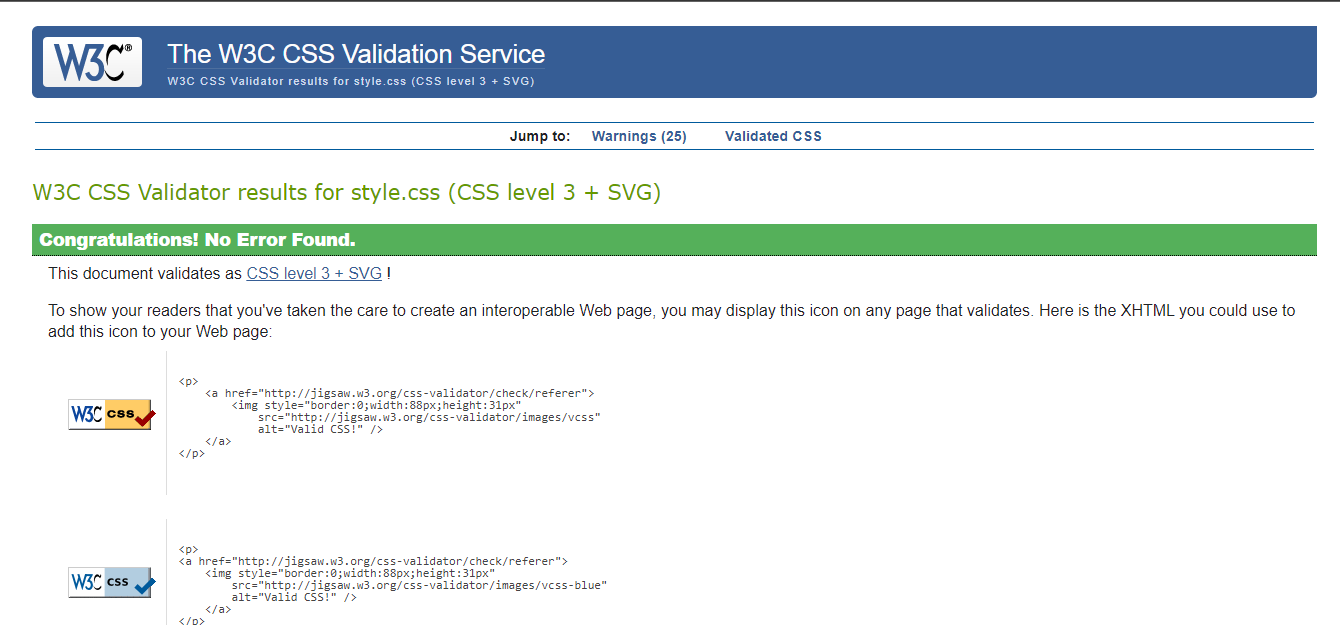 W3C®
The W3C CSS Validation Service
W3C CSS Validator results for style.css (CSS level 3 + SVG)
Jump to: Warnings (25) Validated CSS
W3C CSS Validator results for style.css (CSS level 3 + SVG)
Congratulations! No Error Found.
This document validates as CSS level 3 + SVG !
To show your readers that you've taken the care to create an interoperable Web page, you may display this icon on any page that validates. Here is the XHTML you could use to
add this icon to your Web page:
W3C css
<p>
<a href="http://jigsaw.w3.org/css-validator/check/referer">
<img style="border:0;width:88px;height:31px"
src="http://jigsaw.w3.org/css-validator/images/vcss"
alt="Valid CSS!" />
</a>
</p>
W3C css
<p>
<a href="http://jigsaw.w3.org/css-validator/check/referer">
<img style="border:0;width:88px;height:31px"
src="http://jigsaw.w3.org/css-validator/images/vcss-blue"
alt="Valid CSS!" />
</a>
</p>